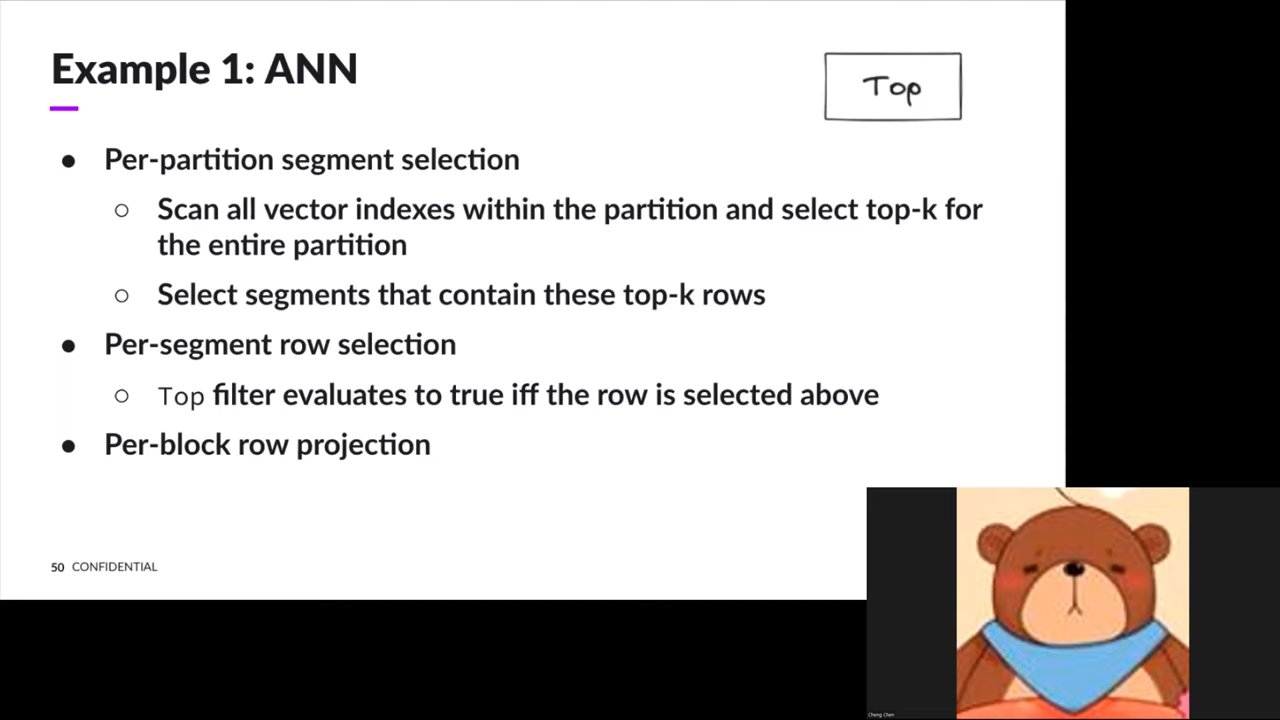 Example 1: ANN
Top
● Per-partition segment selection
○ Scan all vector indexes within the partition and select top-k for
the entire partition
○ Select segments that contain these top-k rows
● Per-segment row selection
○ Top filter evaluates to true iff the row is selected above
● Per-block row projection
50 CONFIDENTIAL
Cheng Chen